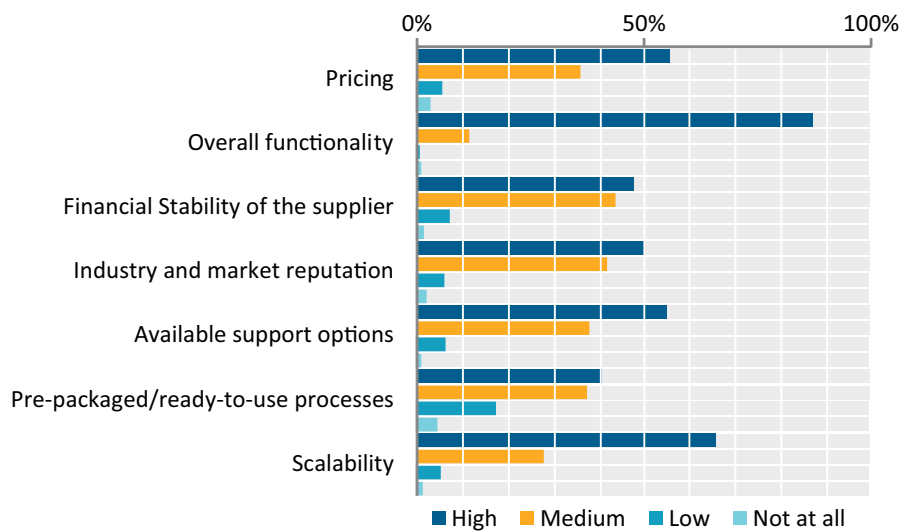 0% 50% 100%
Pricing
Overall functionality
Financial Stability of the supplier
Industry and market reputation
Available support options
Pre-packaged/ready-to-use processes
Scalability
High Medium Low Not at all